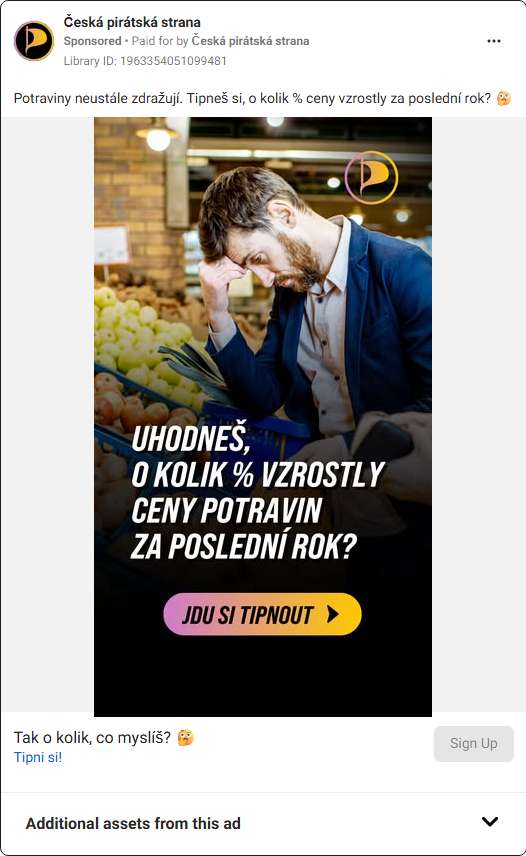 Česká pirátská strana
Sponsored • Paid for by Česká pirátská strana
Library ID: 1963354051099481
Potraviny neustále zdražují. Tipneš si, o kolik % ceny vzrostly za poslední rok? 🫣
UHODNEŠ,
O KOLIK % VZROSTLY
CENY POTRAVIN
ZA POSLEDNÍ ROK?
JDU SI TIPNOUT
Tak o kolik, co myslíš? 🫣
Tipni si!
Sign Up
Additional assets from this ad